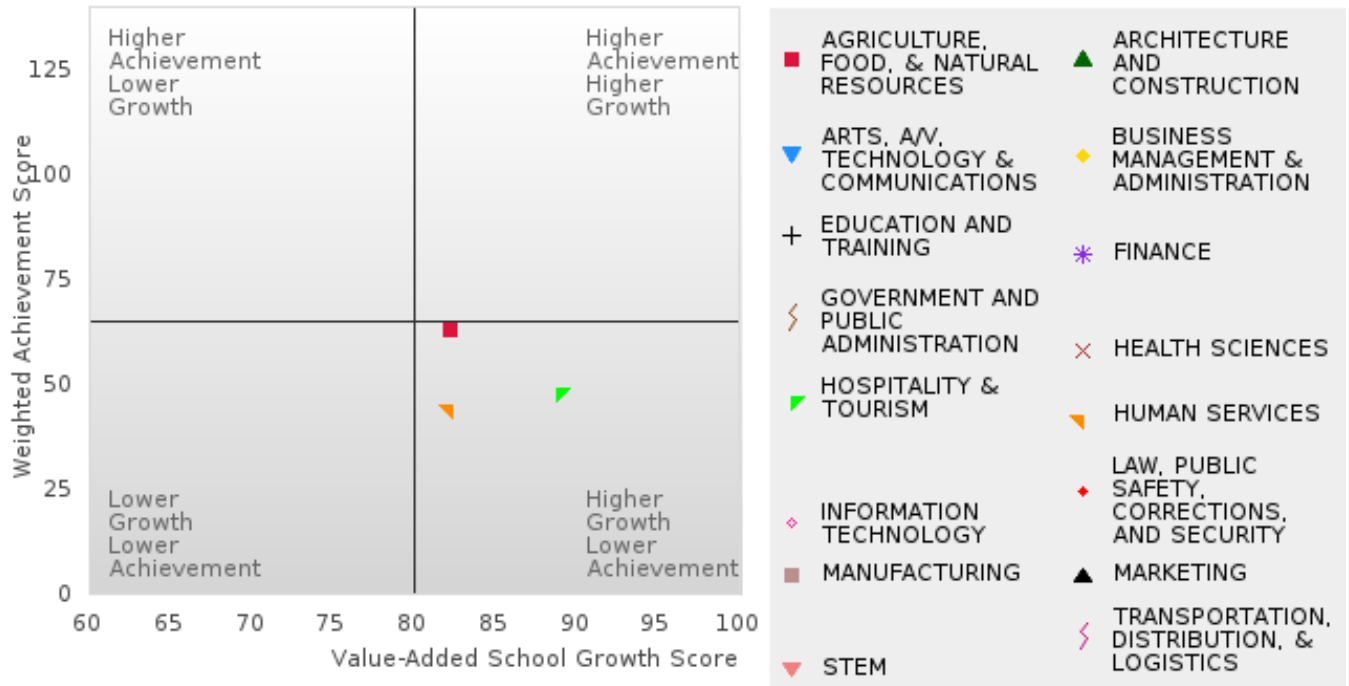 Higher
Achievement
Lower
Growth
Higher
Achievement
Higher
Growth
Lower
Growth
Lower
Achievement
Higher
Growth
Lower
Achievement
Weighted Achievement Score
125
100
75
50
25
0
60
65
70
75
80
85
90
95
100
Value-Added School Growth Score
AGRICULTURE,
FOOD, & NATURAL
RESOURCES
ARCHITECTURE
AND
CONSTRUCTION
ARTS, A/V,
TECHNOLOGY &
COMMUNICATIONS
BUSINESS
MANAGEMENT &
ADMINISTRATION
EDUCATION AND
TRAINING
FINANCE
GOVERNMENT AND
PUBLIC
ADMINISTRATION
HEALTH SCIENCES
HOSPITALITY &
TOURISM
HUMAN SERVICES
INFORMATION
TECHNOLOGY
LAW, PUBLIC
SAFETY,
CORRECTIONS,
AND SECURITY
MANUFACTURING
MARKETING
STEM
TRANSPORTATION,
DISTRIBUTION, &
LOGISTICS